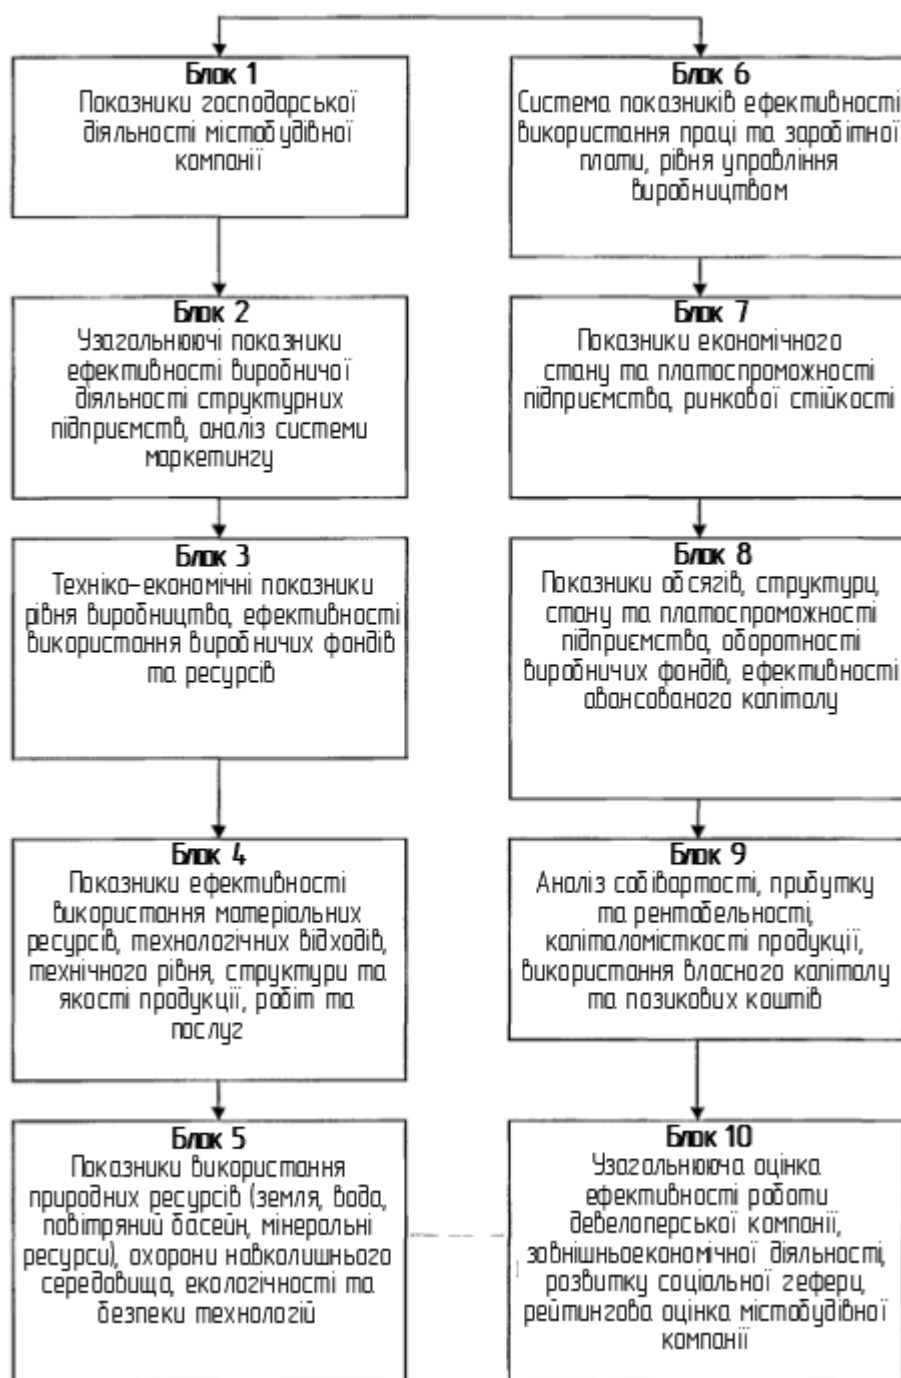 Блок 1
Показники господарської
діяльності містобудівної
компанії
Блок 2
Узагальнюючі показники
ефективності виробничої
діяльності структурних
підприємств, аналіз системи
маркетингу
Блок 3
Техніко-економічні показники
рівня виробництва, ефективності
використання виробничих фондів
та ресурсів
Блок 4
Показники ефективності
використання матеріальних
ресурсів, технологічних відходів,
технічного рівня, структури та
якості продукції, робіт та
послуг
Блок 5
Показники використання
природних ресурсів (земля, вода,
повітряний басейн, мінеральні
ресурси), охорони навколишнього
середовища, екологічності та
безпеки технологій
Блок 6
Система показників ефективності
використання праці та заробітної
плати, рівня управління
виробництвом
Блок 7
Показники економічного
стану та платоспроможності
підприємства, ринкової стійкості
Блок 8
Показники обсягів, структури,
стану та платоспроможності
підприємства, оборотності
виробничих фондів, ефективності
авансованого капіталу
Блок 9
Аналіз собівартості, прибутку
та рентабельності,
капіталомісткості продукції,
використання власного капіталу
та позикових коштів
Блок 10
Узагальнююча оцінка
ефективності роботи
девелоперської компанії,
зовнішньоекономічної діяльності,
розвитку соціальної гефери,
рейтингова оцінка містобудівної
компанії